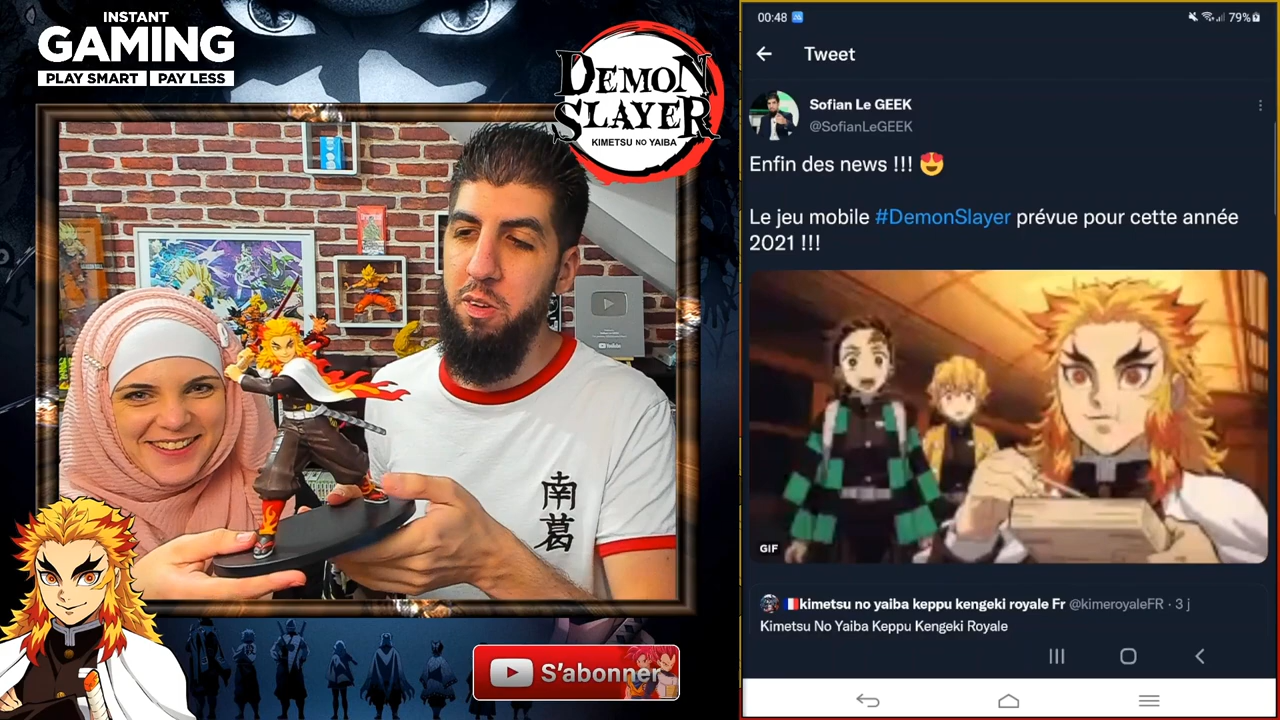 INSTANT
GAMING
PLAY SMART | PAY LESS
DEMON
SLAYER
KIMETSU NO YAIBA
南
葛
YouTube
S'abonner
00:48
79%
Tweet
Sofian Le GEEK
@SofianLeGEEK
Enfin des news !!! 😍
Le jeu mobile #DemonSlayer prévue pour cette année
2021 !!!
GIF
🇫🇷kimetsu no yaiba keppu kengeki royale Fr @kimeroyaleFR · 3 j
Kimetsu No Yaiba Keppu Kengeki Royale